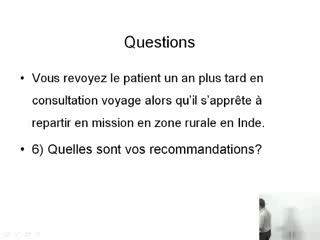 Questions
• Vous revoyez le patient un an plus tard en
consultation voyage alors qu'il s'apprête à
repartir en mission en zone rurale en Inde.
• 6) Quelles sont vos recommandations?